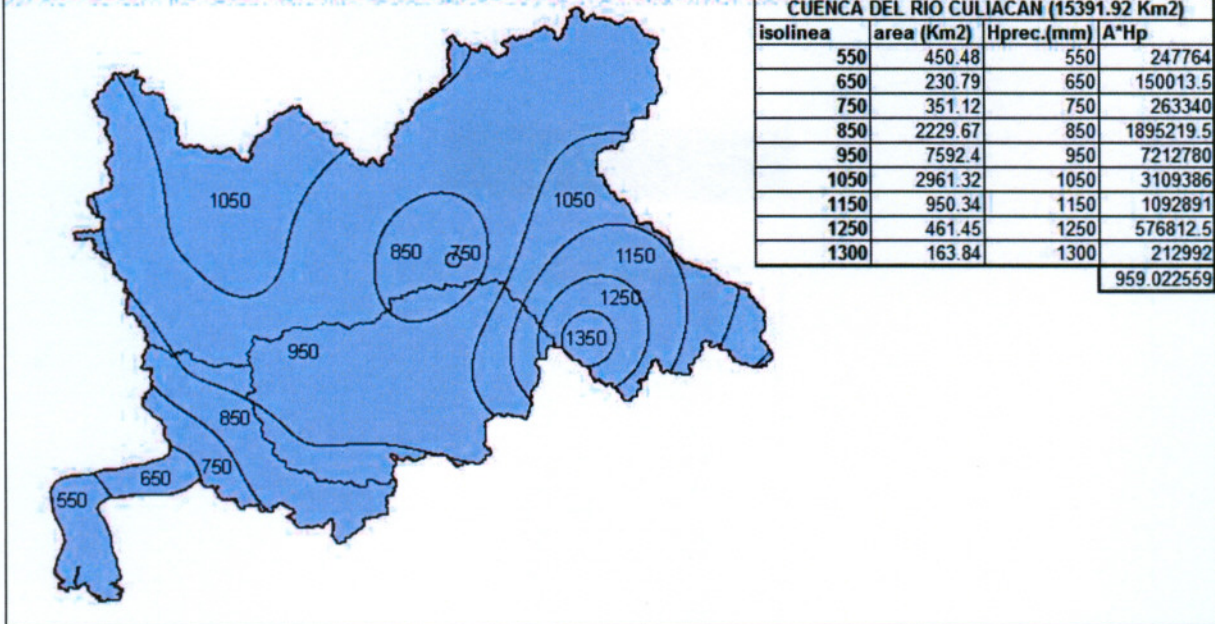 CUENCA DEL RIO CULIACAN (15391.92 Km2)
isolinea area (Km2) Hprec.(mm) A*Hp
550 450.48 550 247764
650 230.79 650 150013.5
750 351.12 750 263340
850 2229.67 850 1895219.5
950 7592.4 950 7212780
1050 2961.32 1050 3109386
1150 950.34 1150 1092891
1250 461.45 1250 576812.5
1300 163.84 1300 212992
959.022559
1050
1050
850
750
1150
1250
1350
950
850
750
650
550